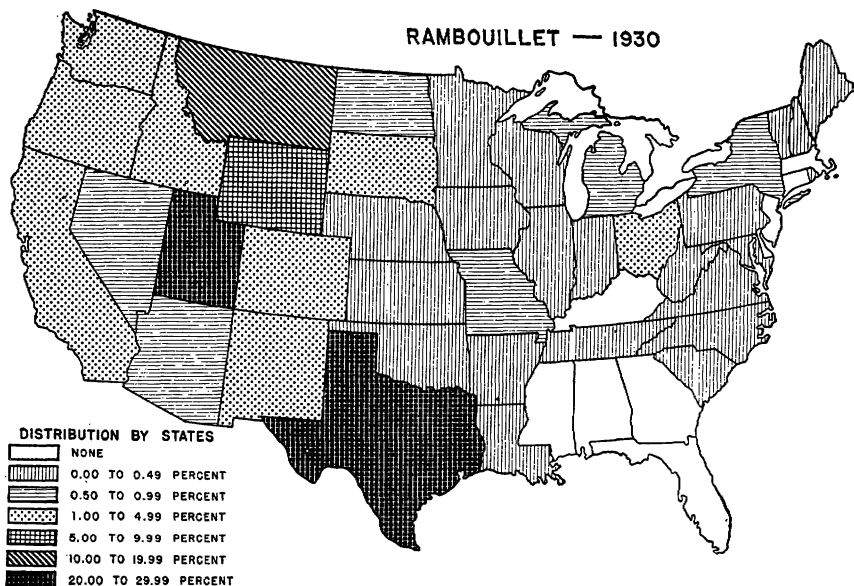 RAMBOUILLET — 1930
DISTRIBUTION BY STATES
NONE
0.00 TO 0.49 PERCENT
0.50 TO 0.99 PERCENT
1.00 TO 4.99 PERCENT
5.00 TO 9.99 PERCENT
10.00 TO 19.99 PERCENT
20.00 TO 29.99 PERCENT